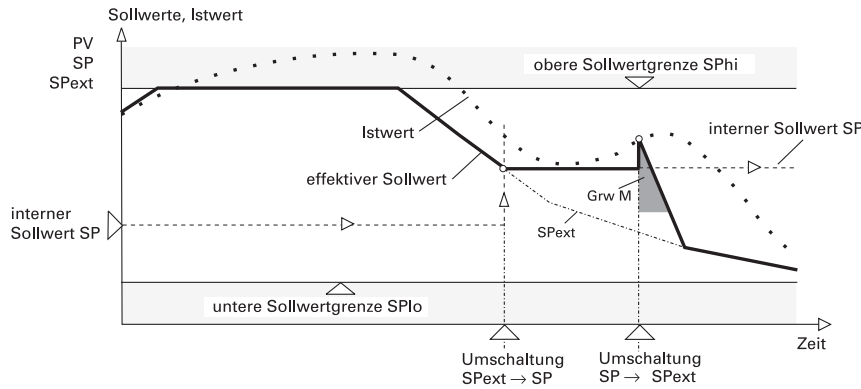 Sollwerte, Istwert
PV
SP
SPext
obere Sollwertgrenze SPhi
Istwert
interner Sollwert SP
effektiver Sollwert
Grw M
interner
Sollwert SP
SPext
untere Sollwertgrenze SPlo
Zeit
Umschaltung
SPext → SP
Umschaltung
SP → SPext